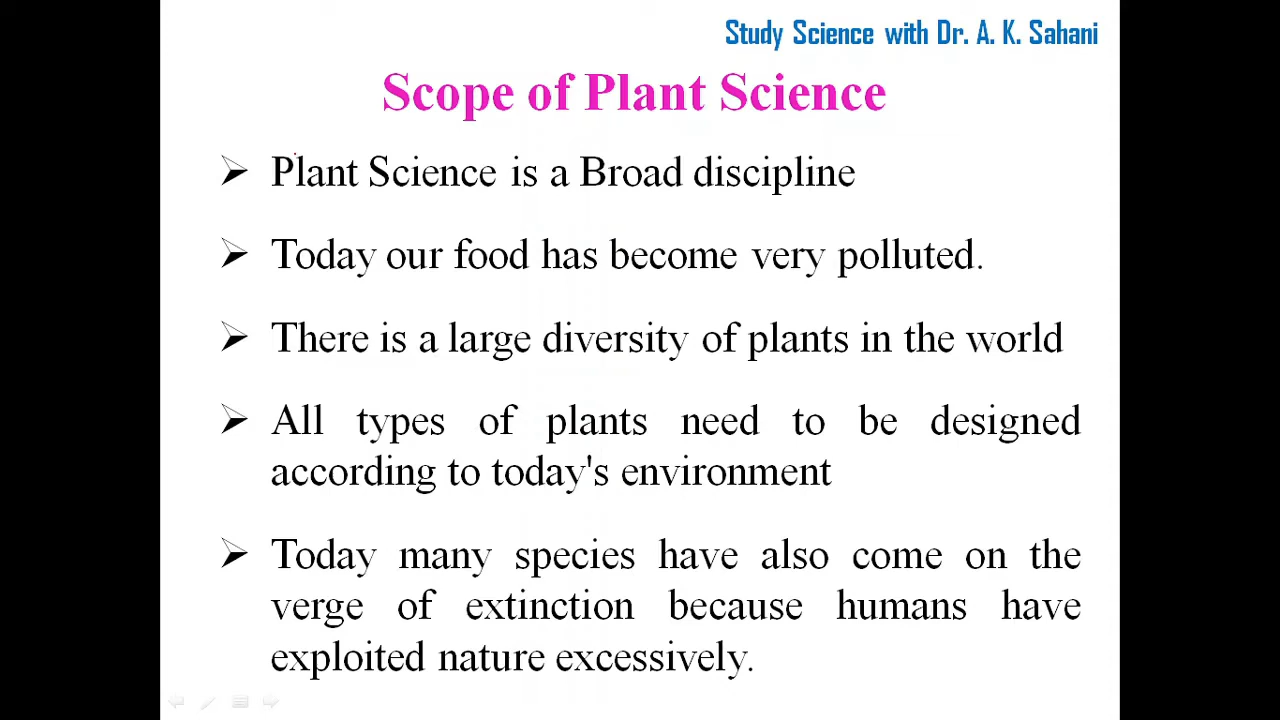 Study Science with Dr. A. K. Sahani
Scope of Plant Science
➢ Plant Science is a Broad discipline
➢ Today our food has become very polluted.
➢ There is a large diversity of plants in the world
➢ All types of plants need to be designed
according to today's environment
➢ Today many species have also come on the
verge of extinction because humans have
exploited nature excessively.